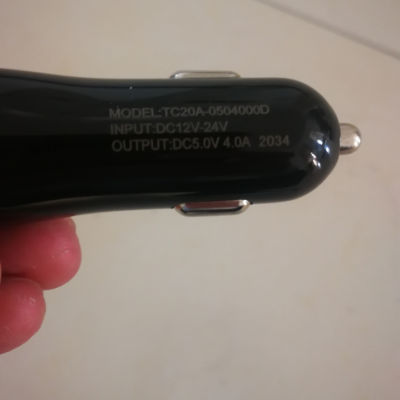 MODEL:TC20A-0504000D
INPUT:DC12V-24V
OUTPUT:DC5.0V 4.0A 2034